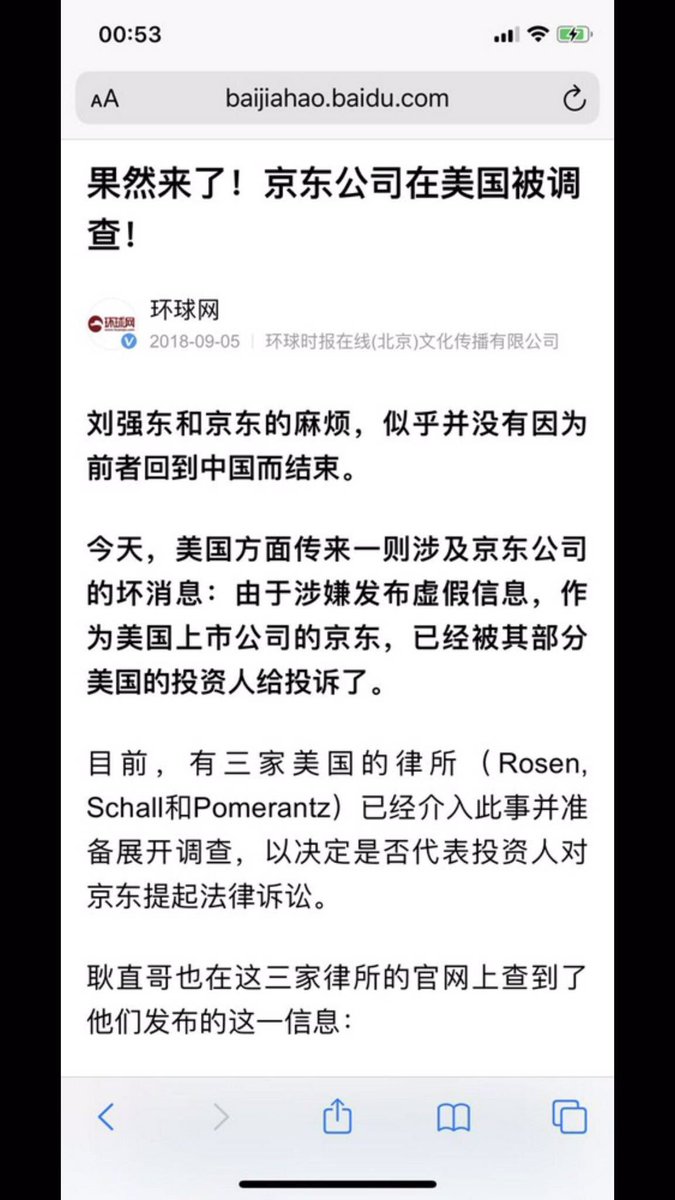 00:53
AA
baijiahao.baidu.com
果然来了！京东公司在美国被调
查！
环球网
环球网
2018-09-05 | 环球时报在线(北京)文化传播有限公司
刘强东和京东的麻烦，似乎并没有因为
前者回到中国而结束。
今天，美国方面传来一则涉及京东公司
的坏消息：由于涉嫌发布虚假信息，作
为美国上市公司的京东，已经被其部分
美国的投资人给投诉了。
目前，有三家美国的律所（Rosen,
Schall和Pomerantz）已经介入此事并准
备展开调查，以决定是否代表投资人对
京东提起法律诉讼。
耿直哥也在这三家律所的官网上查到了
他们发布的这一信息：